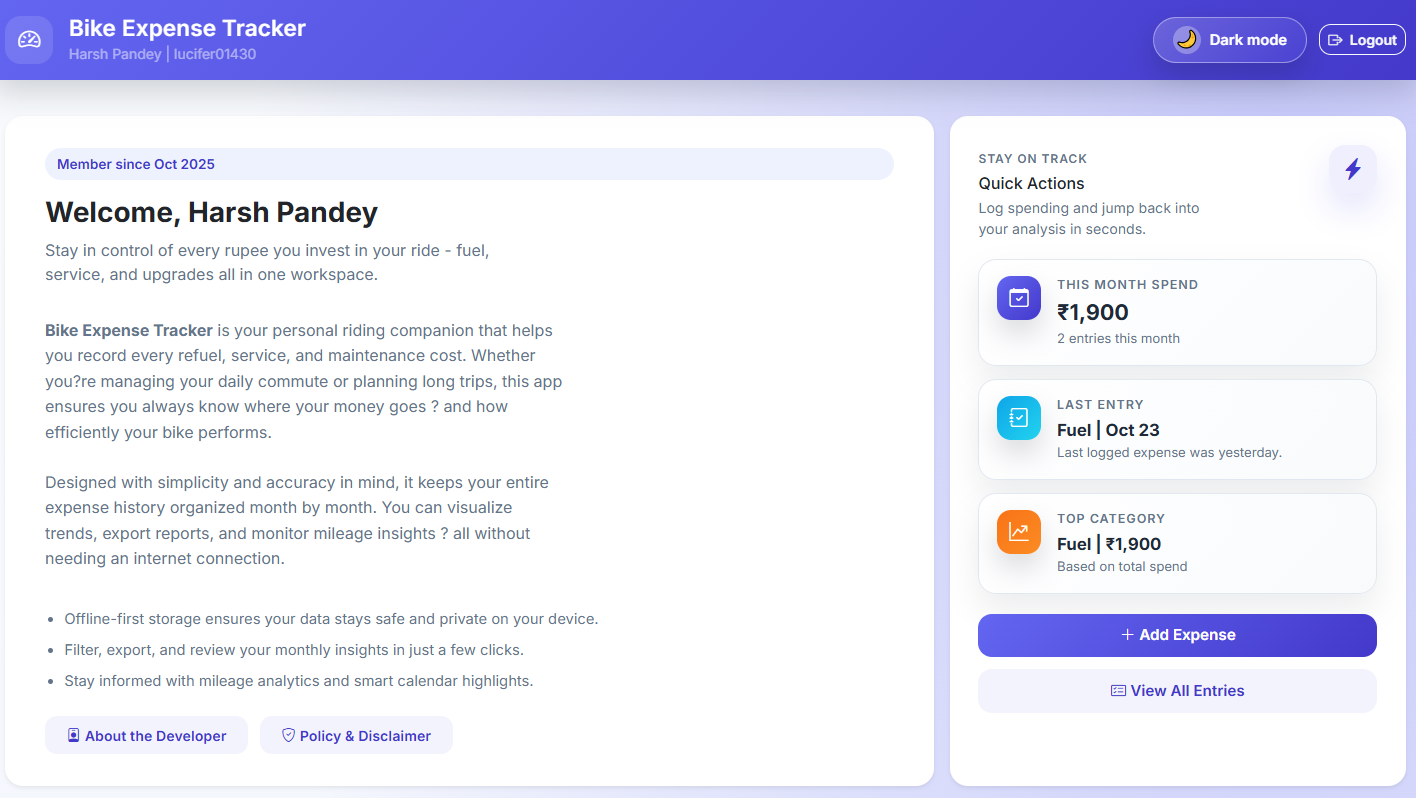 Bike Expense Tracker
Harsh Pandey | lucifer01430
Dark mode
Logout
Member since Oct 2025
Welcome, Harsh Pandey
Stay in control of every rupee you invest in your ride - fuel,
service, and upgrades all in one workspace.
Bike Expense Tracker is your personal riding companion that helps
you record every refuel, service, and maintenance cost. Whether
you?re managing your daily commute or planning long trips, this app
ensures you always know where your money goes ? and how
efficiently your bike performs.
Designed with simplicity and accuracy in mind, it keeps your entire
expense history organized month by month. You can visualize
trends, export reports, and monitor mileage insights ? all without
needing an internet connection.
• Offline-first storage ensures your data stays safe and private on your device.
• Filter, export, and review your monthly insights in just a few clicks.
• Stay informed with mileage analytics and smart calendar highlights.
About the Developer
Policy & Disclaimer
STAY ON TRACK
Quick Actions
Log spending and jump back into
your analysis in seconds.
THIS MONTH SPEND
₹1,900
2 entries this month
LAST ENTRY
Fuel | Oct 23
Last logged expense was yesterday.
TOP CATEGORY
Fuel | ₹1,900
Based on total spend
+ Add Expense
View All Entries